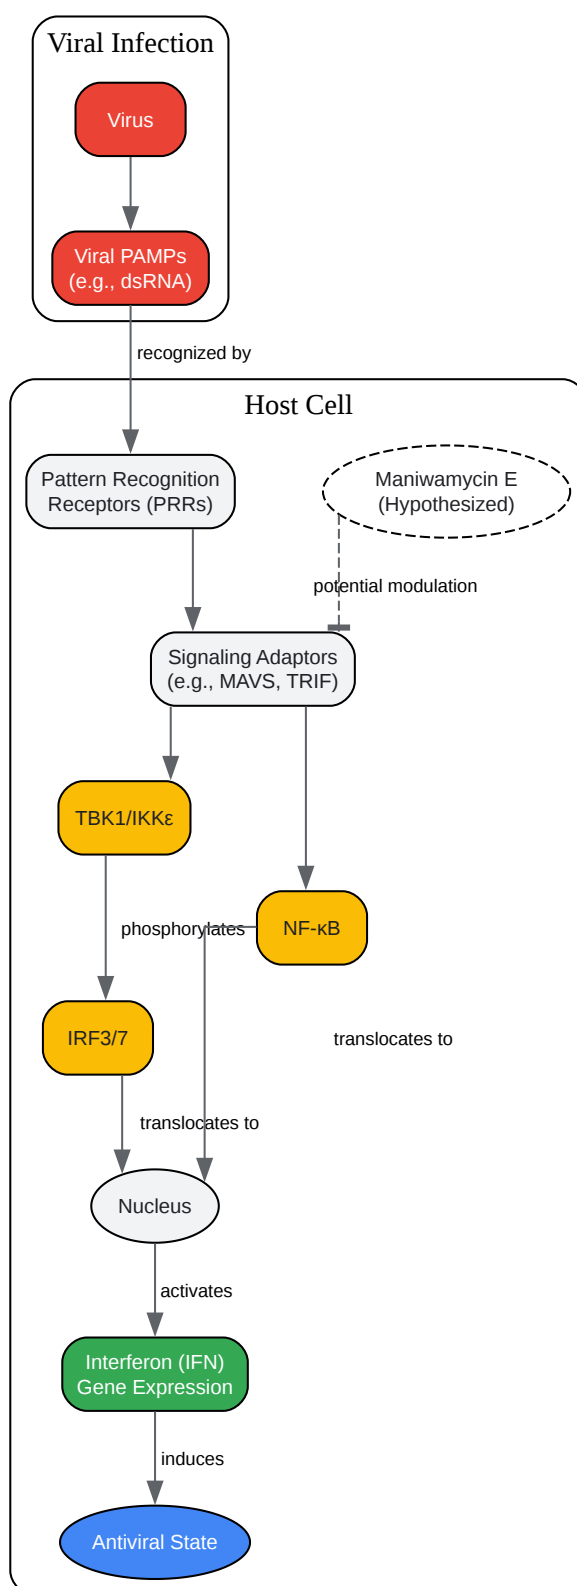 Viral Infection
Virus
Viral PAMPs
(e.g., dsRNA)
recognized by
Host Cell
Pattern Recognition
Receptors (PRRs)
Maniwamycin E
(Hypothesized)
potential modulation
Signaling Adaptors
(e.g., MAVS, TRIF)
TBK1/IKKε
phosphorylates
NF-κB
IRF3/7
translocates to
translocates to
Nucleus
activates
Interferon (IFN)
Gene Expression
induces
Antiviral State